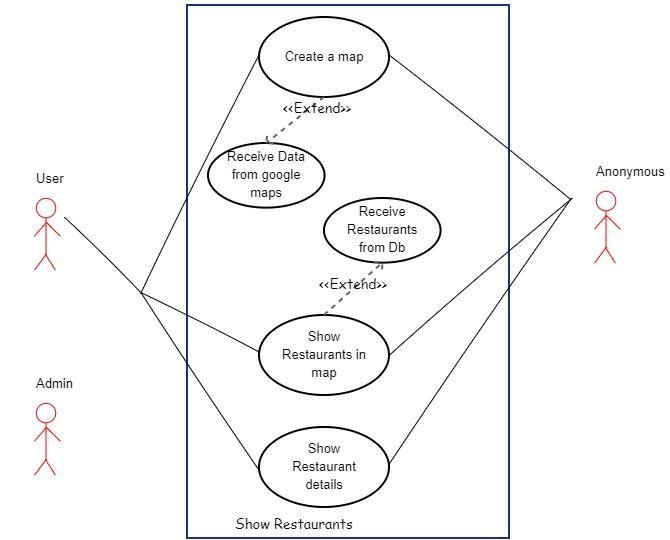 Create a map
<<Extend>>
Receive Data
from google
maps
User
Anonymous
Receive
Restaurants
from Db
<<Extend>>
Show
Restaurants in
map
Admin
Show
Restaurant
details
Show Restaurants